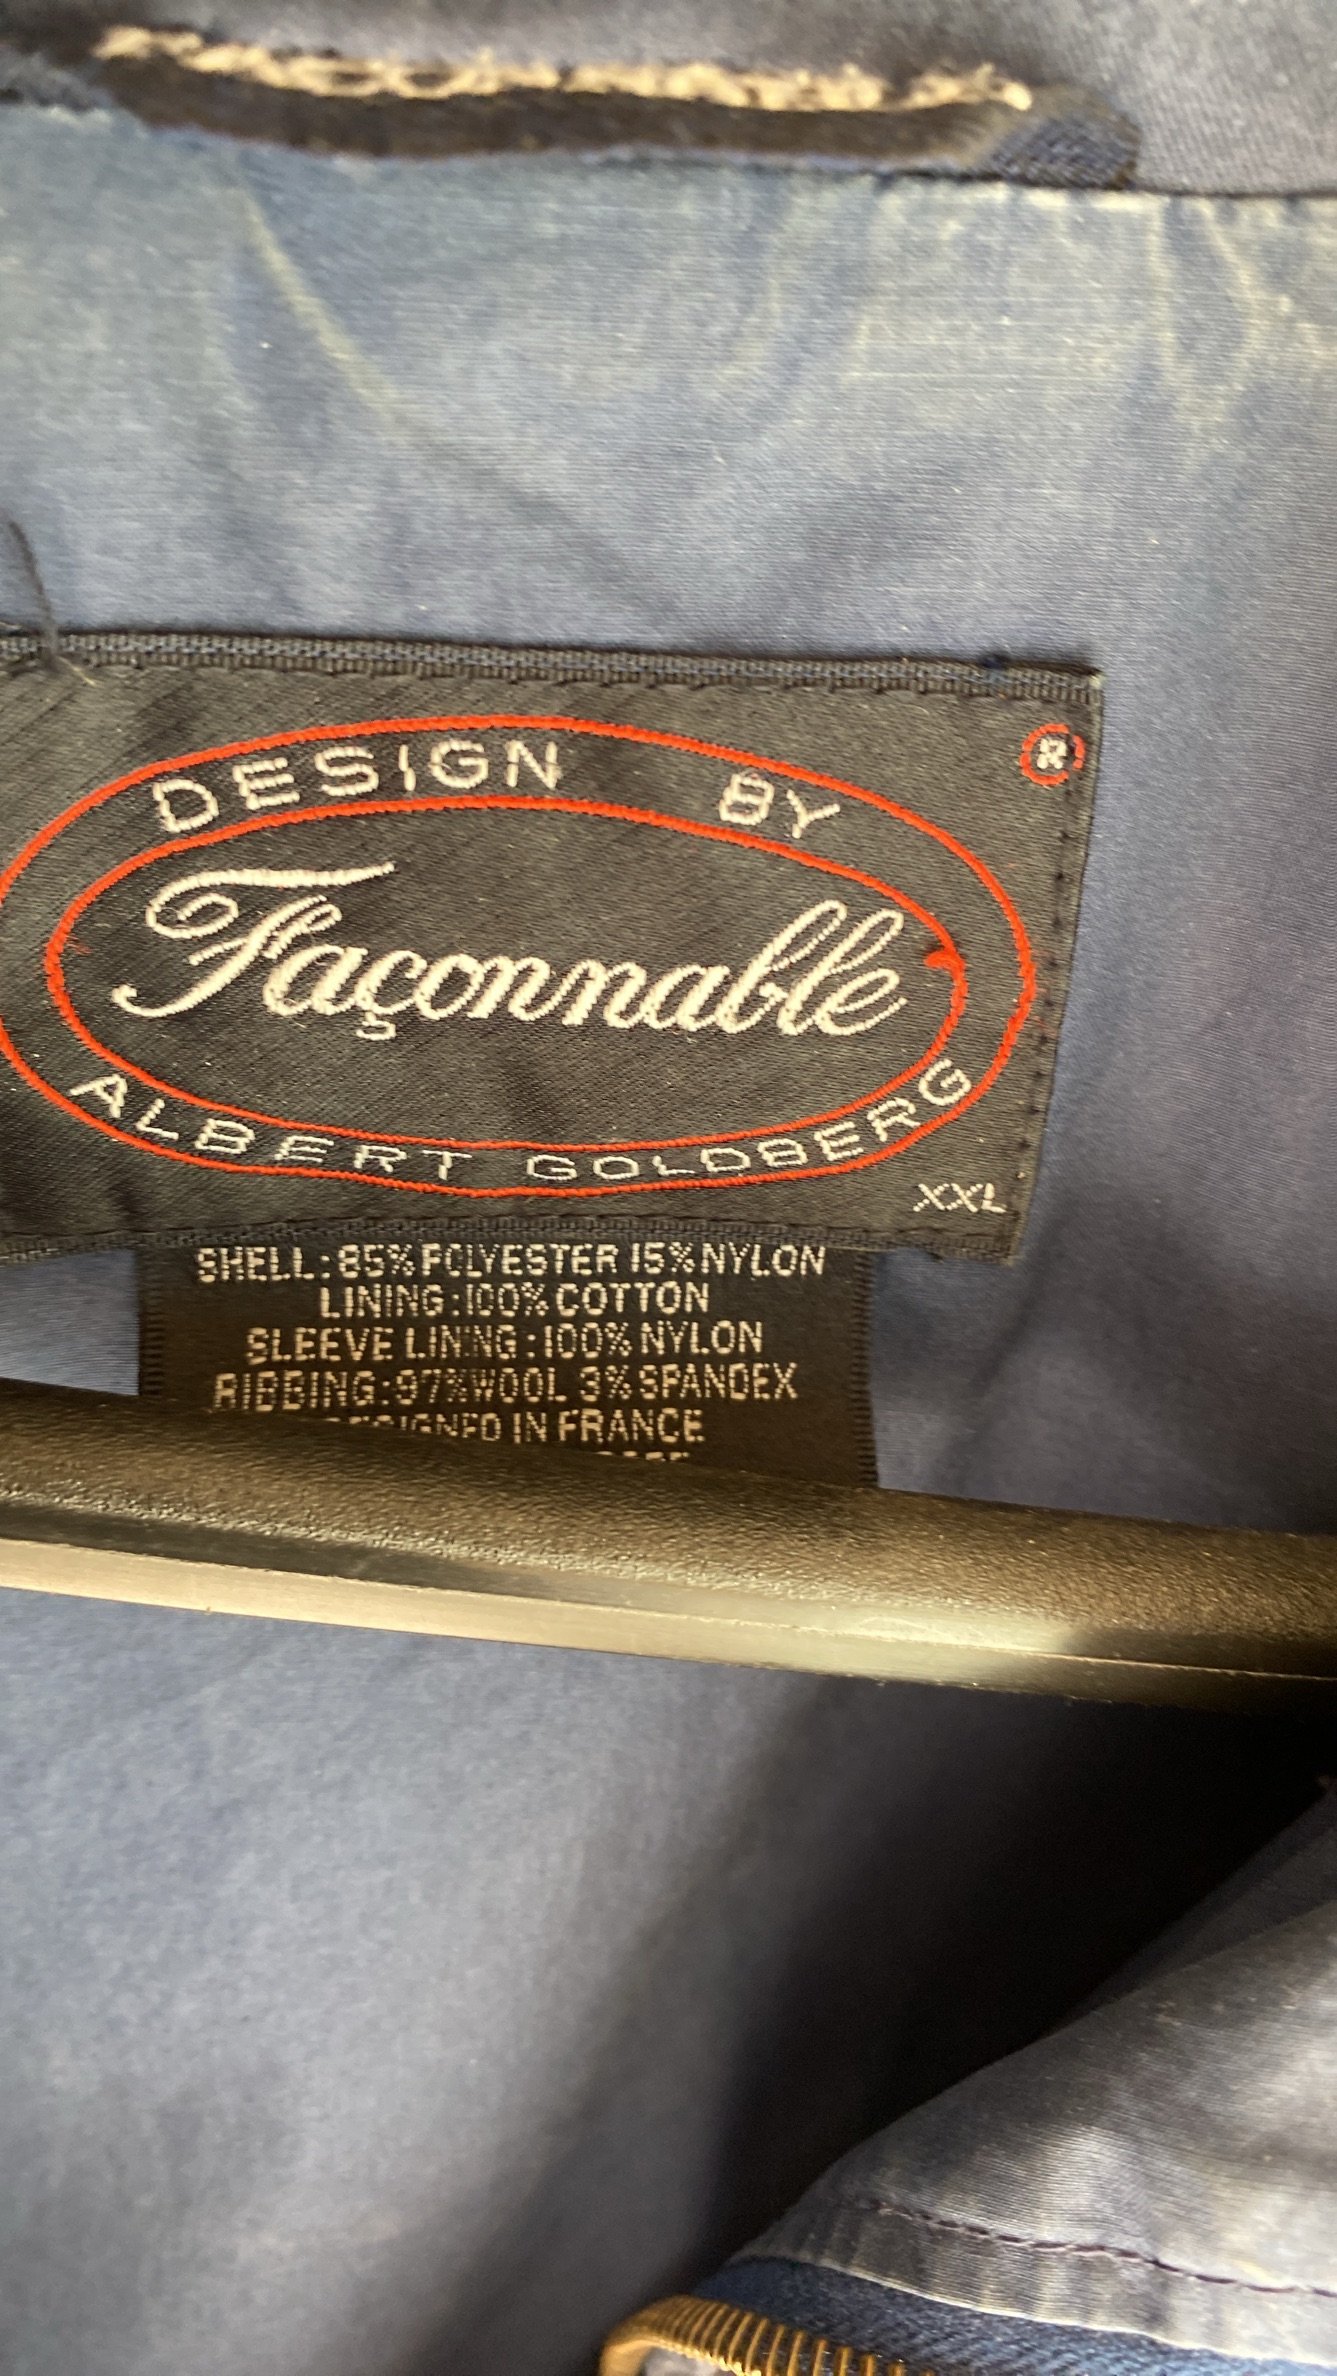 DESIGN BY
®
Façonnable
ALBERT GOLDBERG
XXL
SHELL: 85% POLYESTER 15% NYLON
LINING: 100% COTTON
SLEEVE LINING: 100% NYLON
RIBBING: 97% WOOL 3% SPANDEX
DESIGNED IN FRANCE